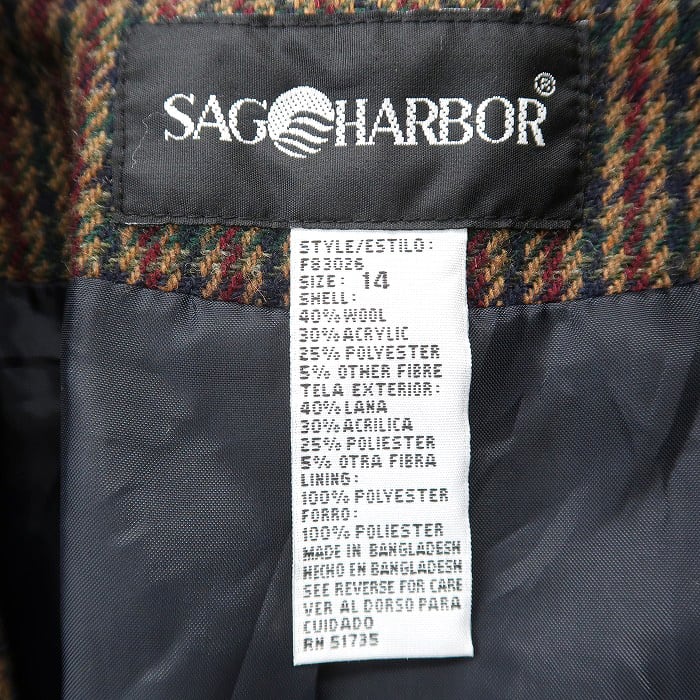 SAG HARBOR®
STYLE/ESTILO:
F83026
SIZE: 14
SHELL:
40% WOOL
30% ACRYLIC
25% POLYESTER
5% OTHER FIBRE
TELA EXTERIOR:
40% LANA
30% ACRILICA
25% POLIESTER
5% OTRA FIBRA
LINING:
100% POLYESTER
FORRO:
100% POLIESTER
MADE IN BANGLADESH
HECHO EN BANGLADESH
SEE REVERSE FOR CARE
VER AL DORSO PARA
CUIDADO
RN 51735